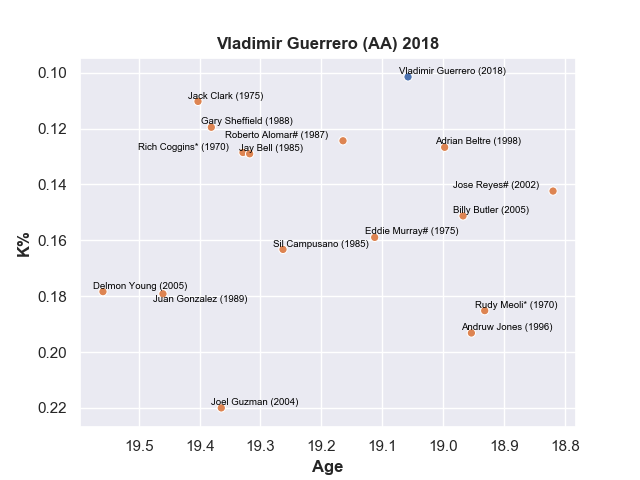 Vladimir Guerrero (AA) 2018
0.10
Vladimir Guerrero (2018)
Jack Clark (1975)
Gary Sheffield (1988)
0.12
Roberto Alomar# (1987)
Rich Coggins* (1970)
Jay Bell (1985)
Adrian Beltre (1998)
0.14
Jose Reyes# (2002)
Billy Butler (2005)
K%
0.16
Eddie Murray# (1975)
Sil Campusano (1985)
0.18
Delmon Young (2005)
Juan Gonzalez (1989)
Rudy Meoli* (1970)
Andruw Jones (1996)
0.20
0.22
Joel Guzman (2004)
19.5 19.4 19.3 19.2 19.1 19.0 18.9 18.8
Age